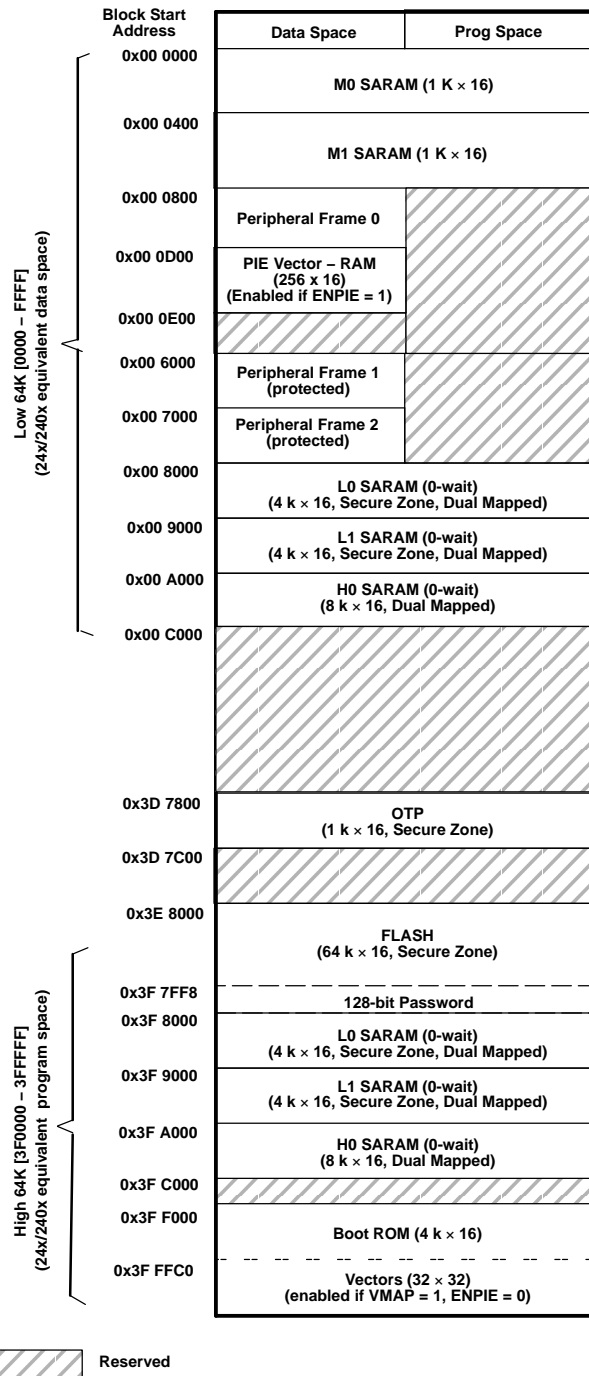 Block Start
Address
Data Space
Prog Space
0x00 0000
M0 SARAM (1 K × 16)
0x00 0400
M1 SARAM (1 K × 16)
0x00 0800
Peripheral Frame 0
0x00 0D00
PIE Vector – RAM
(256 x 16)
(Enabled if ENPIE = 1)
0x00 0E00
0x00 6000
Peripheral Frame 1
(protected)
0x00 7000
Peripheral Frame 2
(protected)
0x00 8000
L0 SARAM (0-wait)
(4 k × 16, Secure Zone, Dual Mapped)
0x00 9000
L1 SARAM (0-wait)
(4 k × 16, Secure Zone, Dual Mapped)
0x00 A000
H0 SARAM (0-wait)
(8 k × 16, Dual Mapped)
0x00 C000
Low 64K [0000 – FFFF]
(24x/240x equivalent data space)
0x3D 7800
OTP
(1 k × 16, Secure Zone)
0x3D 7C00
0x3E 8000
FLASH
(64 k × 16, Secure Zone)
0x3F 7FF8
128-bit Password
0x3F 8000
L0 SARAM (0-wait)
(4 k × 16, Secure Zone, Dual Mapped)
0x3F 9000
L1 SARAM (0-wait)
(4 k × 16, Secure Zone, Dual Mapped)
0x3F A000
H0 SARAM (0-wait)
(8 k × 16, Dual Mapped)
0x3F C000
0x3F F000
Boot ROM (4 k × 16)
0x3F FFC0
Vectors (32 × 32)
(enabled if VMAP = 1, ENPIE = 0)
High 64K [3F0000 – 3FFFFF]
(24x/240x equivalent program space)
Reserved